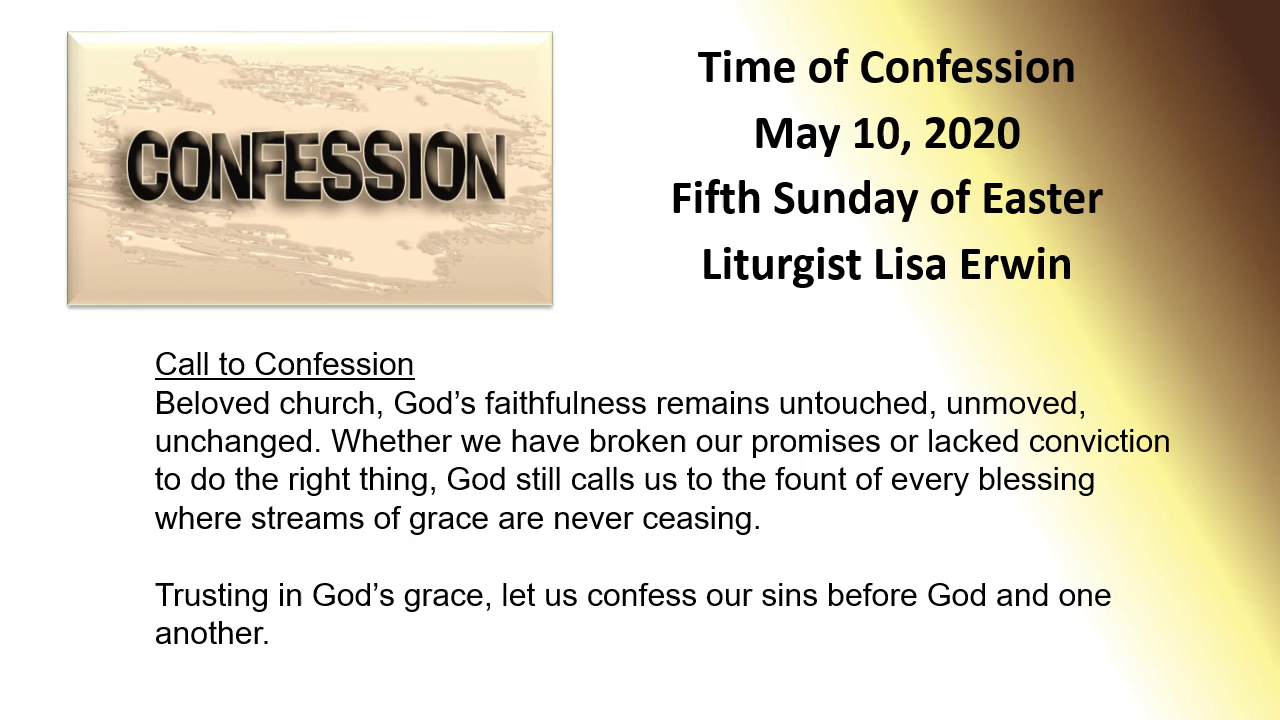 CONFESSION
Time of Confession
May 10, 2020
Fifth Sunday of Easter
Liturgist Lisa Erwin
Call to Confession
Beloved church, God’s faithfulness remains untouched, unmoved,
unchanged. Whether we have broken our promises or lacked conviction
to do the right thing, God still calls us to the fount of every blessing
where streams of grace are never ceasing.
Trusting in God’s grace, let us confess our sins before God and one
another.